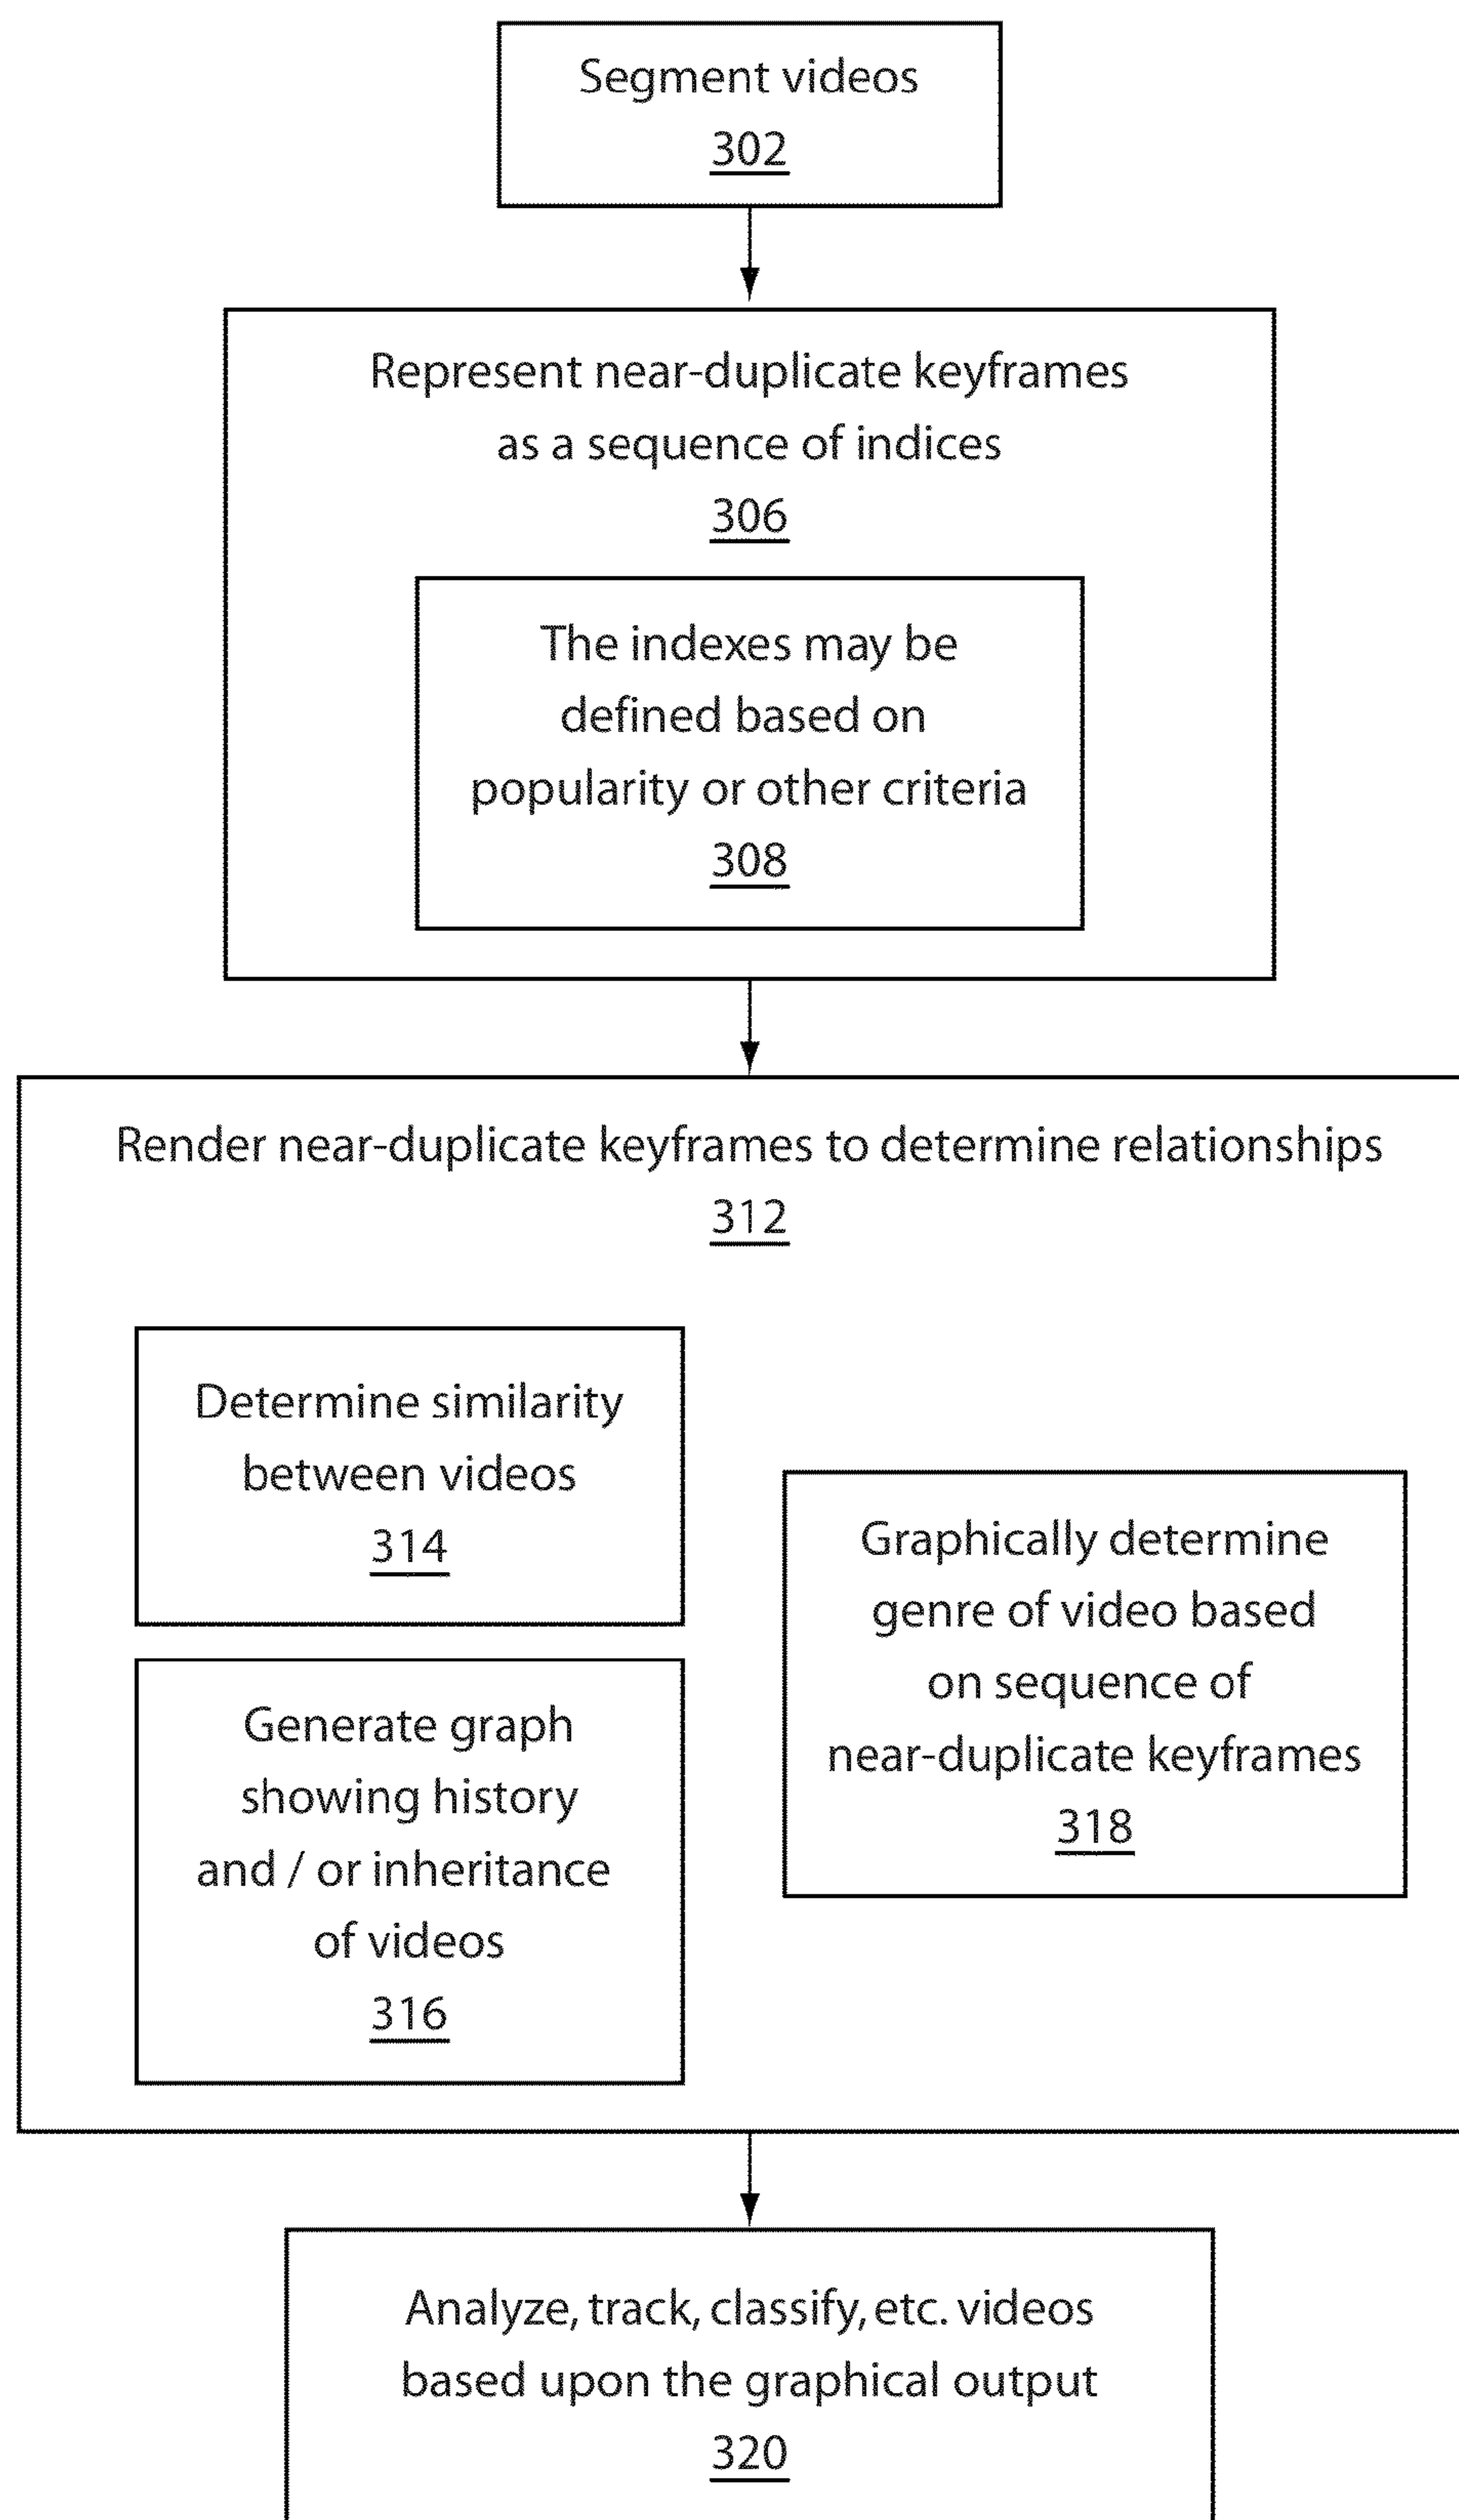 Segment videos
302
Represent near-duplicate keyframes
as a sequence of indices
306
The indexes may be
defined based on
popularity or other criteria
308
Render near-duplicate keyframes to determine relationships
312
Determine similarity
between videos
314
Generate graph
showing history
and / or inheritance
of videos
316
Graphically determine
genre of video based
on sequence of
near-duplicate keyframes
318
Analyze, track, classify, etc. videos
based upon the graphical output
320